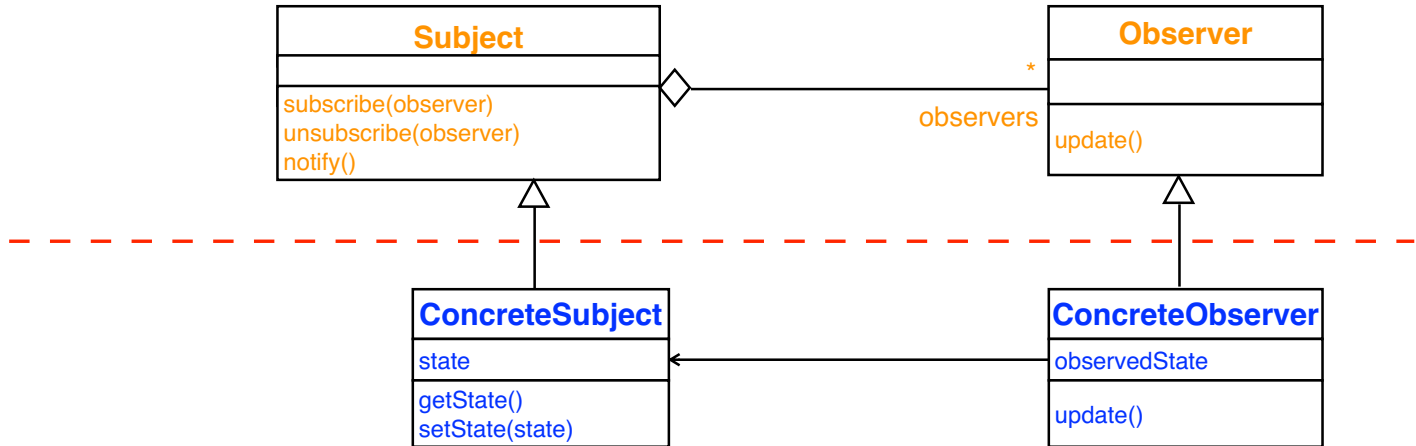 Subject
subscribe(observer)
unsubscribe(observer)
notify()
*
observers
Observer
update()
ConcreteSubject
state
getState()
setState(state)
ConcreteObserver
observedState
update()